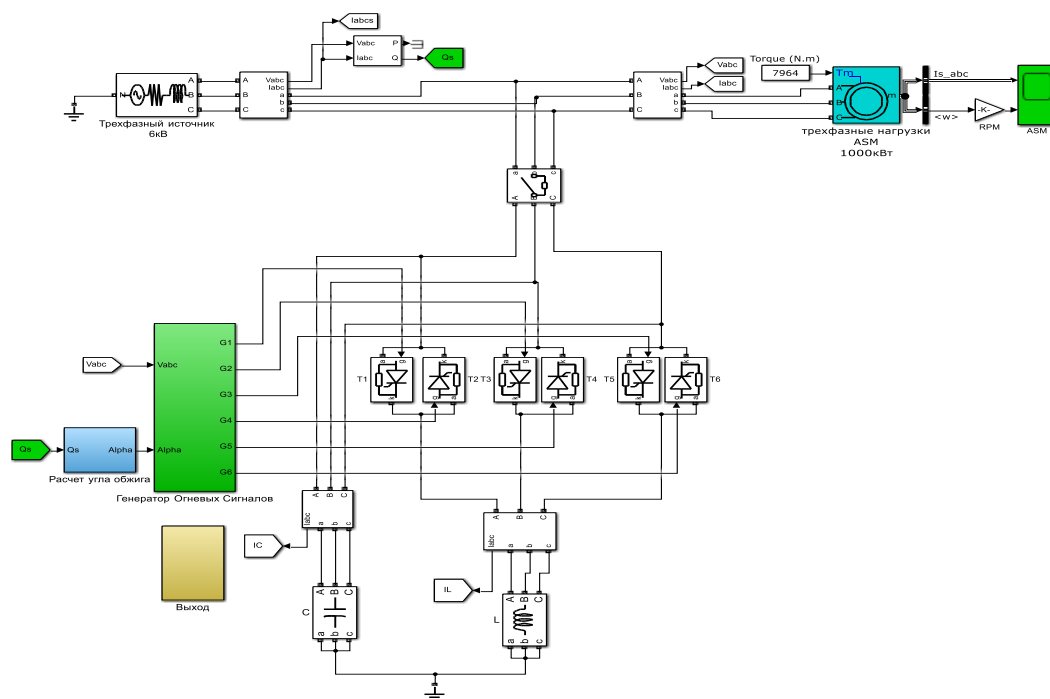 Iabcs
Vabc
Iabc
P
Q
Qs
N
A
B
C
A
B
C
Vabc
Iabc
a
b
c
Трехфазный источник
6кВ
A
B
C
Vabc
Iabc
a
b
c
Vabc
Iabc
Torque (N.m)
7964
Tm
A
B
C
m
трехфазные нагрузки
ASM
1000кВт
Is_abc
<w>
-K-
RPM
ASM
a
b
c
A
B
C
Vabc
Vabc
Alpha
G1
G2
G3
G4
G5
G6
Генератор Огневых Сигналов
Qs
Qs
Alpha
Расчет угла обжига
a
g
k
T1
k
g
a
T2
T3
a
g
k
k
g
a
T4
T5
a
g
k
k
g
a
T6
A
B
C
Iabc
a
b
c
IC
A
B
C
Iabc
a
b
c
IL
Выход
C
A
B
C
a
b
c
L
A
B
C
a
b
c